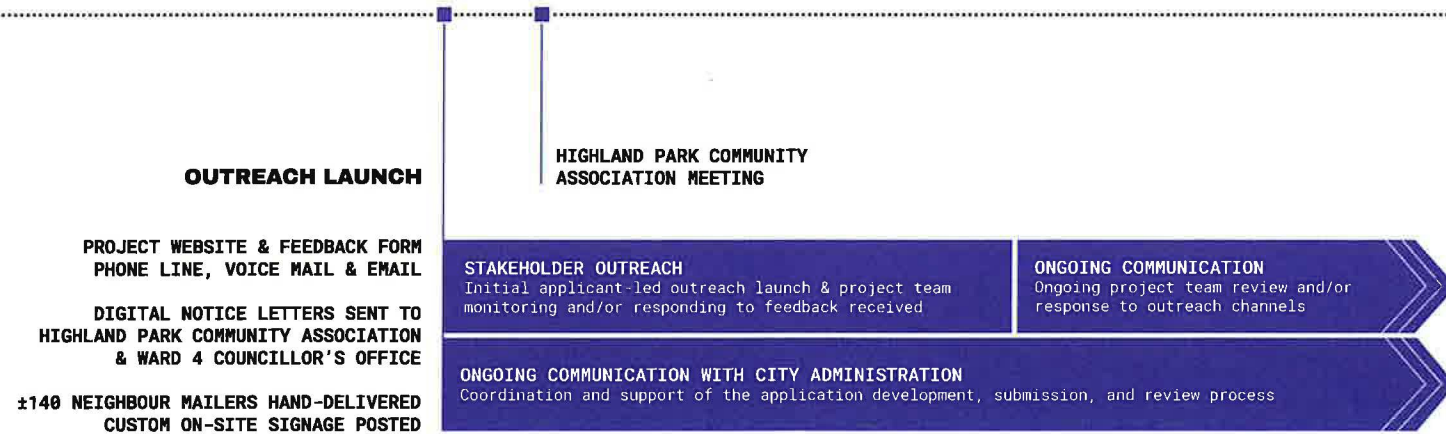 OUTREACH LAUNCH
HIGHLAND PARK COMMUNITY
ASSOCIATION MEETING
PROJECT WEBSITE & FEEDBACK FORM
PHONE LINE, VOICE MAIL & EMAIL
DIGITAL NOTICE LETTERS SENT TO
HIGHLAND PARK COMMUNITY ASSOCIATION
& WARD 4 COUNCILLOR'S OFFICE
±140 NEIGHBOUR MAILERS HAND-DELIVERED
CUSTOM ON-SITE SIGNAGE POSTED
STAKEHOLDER OUTREACH
Initial applicant-led outreach launch & project team
monitoring and/or responding to feedback received
ONGOING COMMUNICATION
Ongoing project team review and/or
response to outreach channels
ONGOING COMMUNICATION WITH CITY ADMINISTRATION
Coordination and support of the application development, submission, and review process